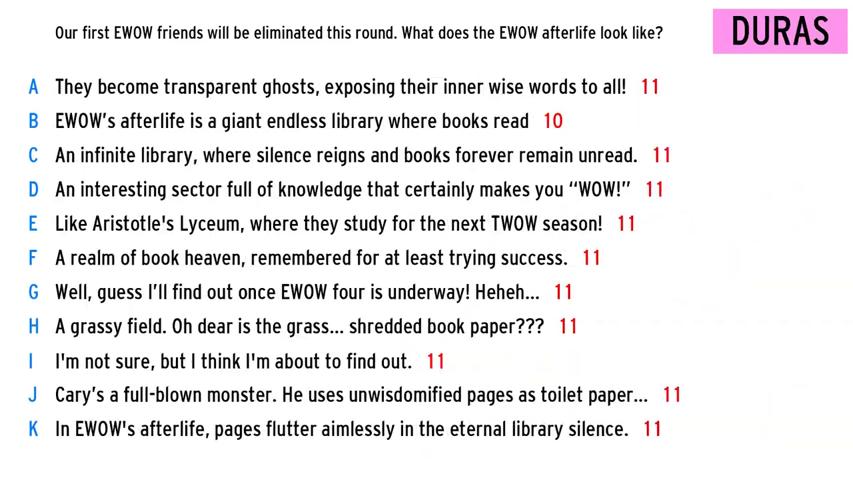 Our first EWOW friends will be eliminated this round. What does the EWOW afterlife look like?
DURAS
A They become transparent ghosts, exposing their inner wise words to all! 11
B EWOW's afterlife is a giant endless library where books read 10
C An infinite library, where silence reigns and books forever remain unread. 11
D An interesting sector full of knowledge that certainly makes you “WOW!” 11
E Like Aristotle's Lyceum, where they study for the next TWOW season! 11
F A realm of book heaven, remembered for at least trying success. 11
G Well, guess I'll find out once EWOW four is underway! Heheh... 11
H A grassy field. Oh dear is the grass... shredded book paper??? 11
I I'm not sure, but I think I'm about to find out. 11
J Cary's a full-blown monster. He uses unwisdomified pages as toilet paper... 11
K In EWOW's afterlife, pages flutter aimlessly in the eternal library silence. 11